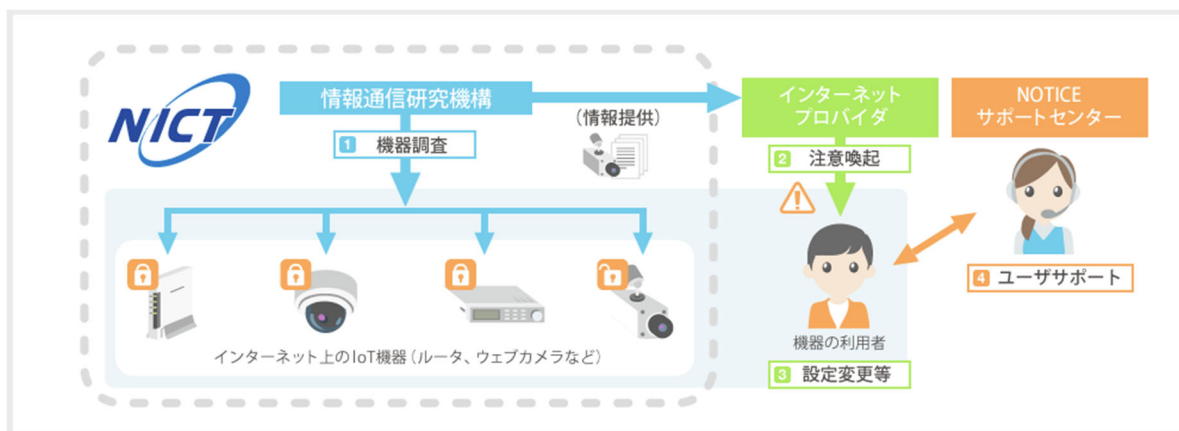 NICT
情報通信研究機構
1 機器調査
(情報提供)
インターネット
プロバイダ
2 注意喚起
NOTICE
サポートセンター
4 ユーザサポート
インターネット上のIoT機器(ルータ、ウェブカメラなど)
機器の利用者
3 設定変更等